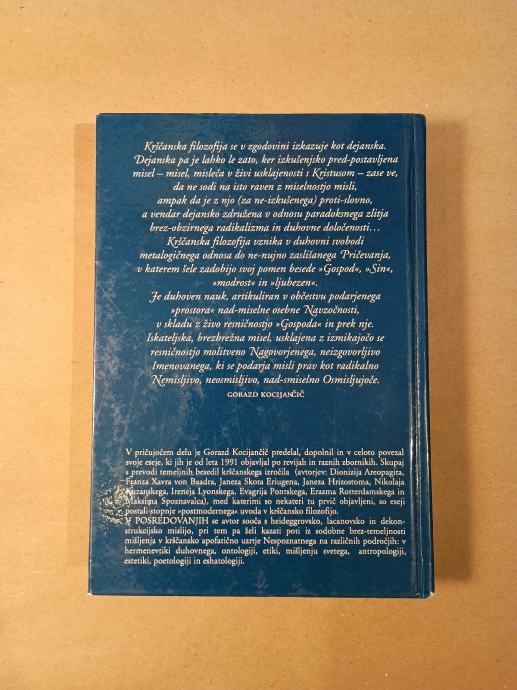 Krščanska filozofija se v zgodovini izkazuje kot dejanska.
Dejanska pa je lahko le zato, ker izkušenjsko pred-postavljena
misel – misel, misleča v živi usklajenosti s Kristusom – zase ve,
da ne sodi na isto raven z miselnostjo misli,
ampak da je z njo (za ne-izkušenega) proti-slovno,
a vendar dejansko združena v odnosu paradoksnega zlitja
brez-obzirnega radikalizma in duhovne določenosti…
Krščanska filozofija vznika v duhovni svobodi
metalogičnega odnosa do ne-nujno zaslišanega Pričevanja,
v katerem šele zadobijo svoj pomen besede »Gospod«, »Sin«,
»modrost« in »ljubezen«.
Je duhoven nauk, artikuliran v občestvu podarjenega
»prostora« nad-miselne osebne Navzočnosti,
v skladu z živo resničnostjo »Gospoda« in prek nje.
Iskateljska, brezbrežna misel, usklajena z izmikajočo se
resničnostjo molitveno Nagovorjenega, neizgovorljivo
Imenovanega, ki se podarja misli prav kot radikalno
Nemisljivo, neosmisljivo, nad-smiselno Osmisljujoče.
GORAZD KOCIJANČIČ
V pričujočem delu je Gorazd Kocijančič predelal, dopolnil in v celoto povezal
svoje eseje, ki jih je od leta 1991 objavljal po revijah in raznih zbornikih. Skupaj
s prevodi temeljnih besedil krščanskega izročila (avtorjev: Dionizija Areopagita,
Franza Xavra von Baadra, Janeza Skota Eriugena, Janeza Hrizostoma, Nikolaja
Kuzanskega, Ireneja Lyonskega, Evagrija Pontskega, Erazma Rotterdamskega in
Maksima Spoznavalca), med katerimi so nekateri tu prvič objavljeni, so eseji
postali stopnje »postmodernega« uvoda v krščansko filozofijo.
V POSREDOVANJIH se avtor sooča s heideggrovsko, lacanovsko in dekon-
strukcijsko mislijo, pri tem pa želi kazati poti iz sodobne brez-temeljnosti
mišljenja v krščansko apofatično uzrtje Nespoznatnega na različnih področjih: v
hermenevtiki duhovnega, ontologiji, etiki, mišljenju svetega, antropologiji,
estetiki, poetologiji in eshatologiji.